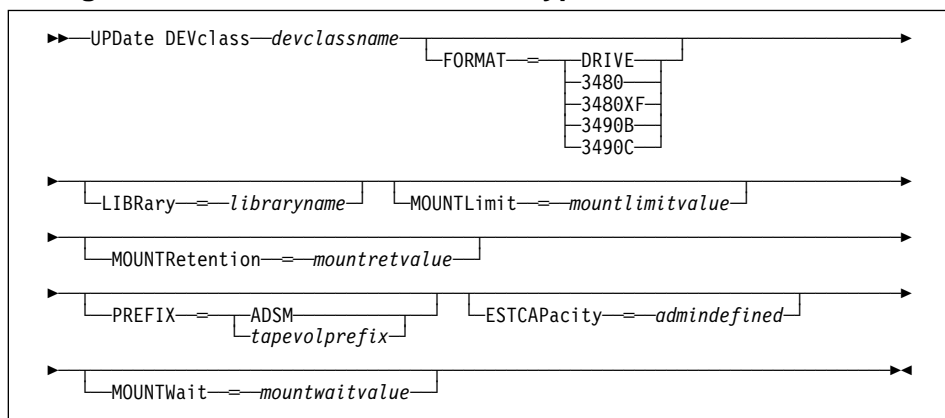 UPDate DEVclass devclassname
FORMAT = DRIVE
3480
3480XF
3490B
3490C
LIBRary = libraryname MOUNTLimit = mountlimitvalue
MOUNTRetention = mountretvalue
PREFIX = ADSM ESTCAPacity = admindefined
tapevolprefix
MOUNTWait = mountwaitvalue